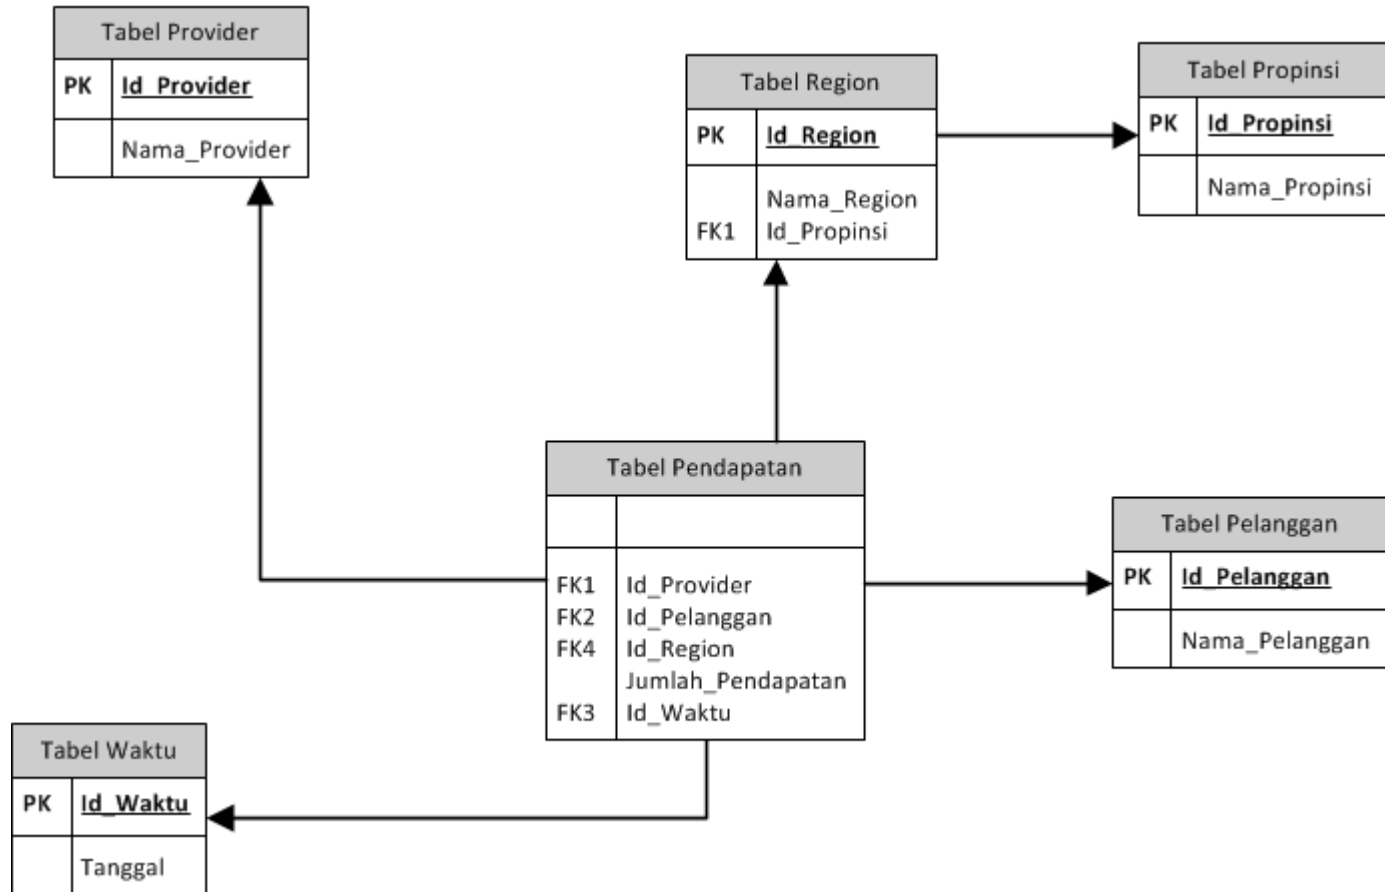 Tabel Provider
PK Id_Provider
Nama_Provider
Tabel Region
PK Id_Region
Nama_Region
FK1 Id_Propinsi
Tabel Propinsi
PK Id_Propinsi
Nama_Propinsi
Tabel Pendapatan
FK1 Id_Provider
FK2 Id_Pelanggan
FK4 Id_Region
Jumlah_Pendapatan
FK3 Id_Waktu
Tabel Pelanggan
PK Id_Pelanggan
Nama_Pelanggan
Tabel Waktu
PK Id_Waktu
Tanggal